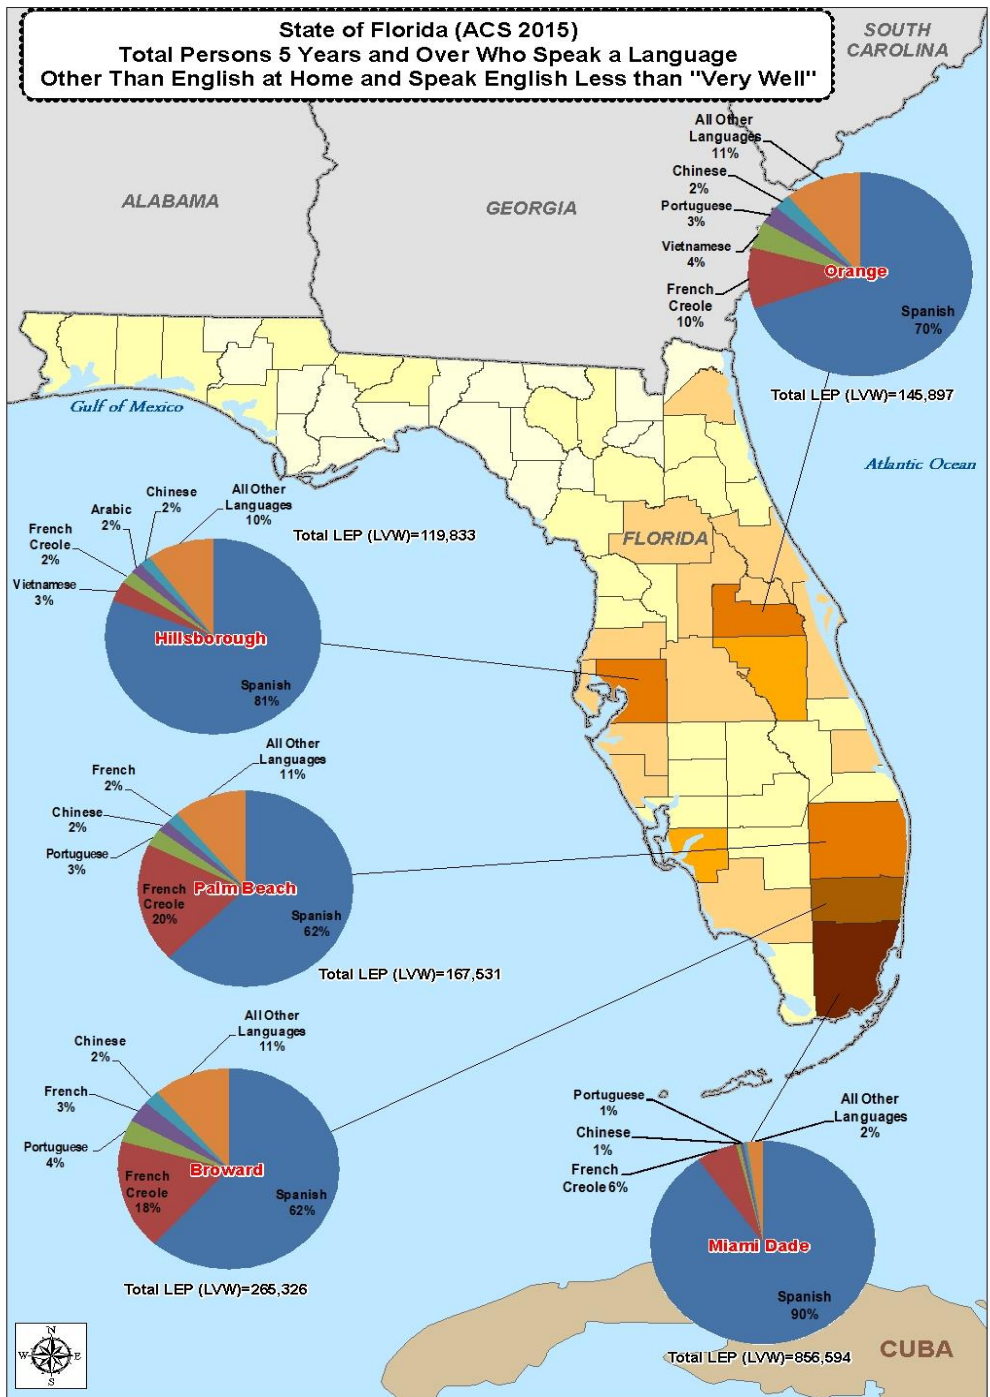 State of Florida (ACS 2015)
Total Persons 5 Years and Over Who Speak a Language
Other Than English at Home and Speak English Less than "Very Well"
SOUTH
CAROLINA
ALABAMA
GEORGIA
All Other
Languages
11%
Chinese
2%
Portuguese
3%
Vietnamese
4%
French
Creole
10%
Orange
Spanish
70%
Total LEP (LVW)=145,897
Gulf of Mexico
Atlantic Ocean
FLORIDA
Chinese
2%
All Other
Languages
10%
Arabic
2%
French
Creole
2%
Vietnamese
3%
Total LEP (LVW)=119,833
Hillsborough
Spanish
81%
All Other
Languages
11%
French
2%
Chinese
2%
Portuguese
3%
French
Creole
20%
Palm Beach
Spanish
62%
Total LEP (LVW)=167,531
All Other
Languages
11%
Chinese
2%
French
3%
Portuguese
4%
French
Creole
18%
Broward
Spanish
62%
Total LEP (LVW)=265,326
Portuguese
1%
Chinese
1%
French
Creole 6%
All Other
Languages
2%
Miami Dade
Spanish
90%
Total LEP (LVW)=856,594
CUBA
N
W
E
S